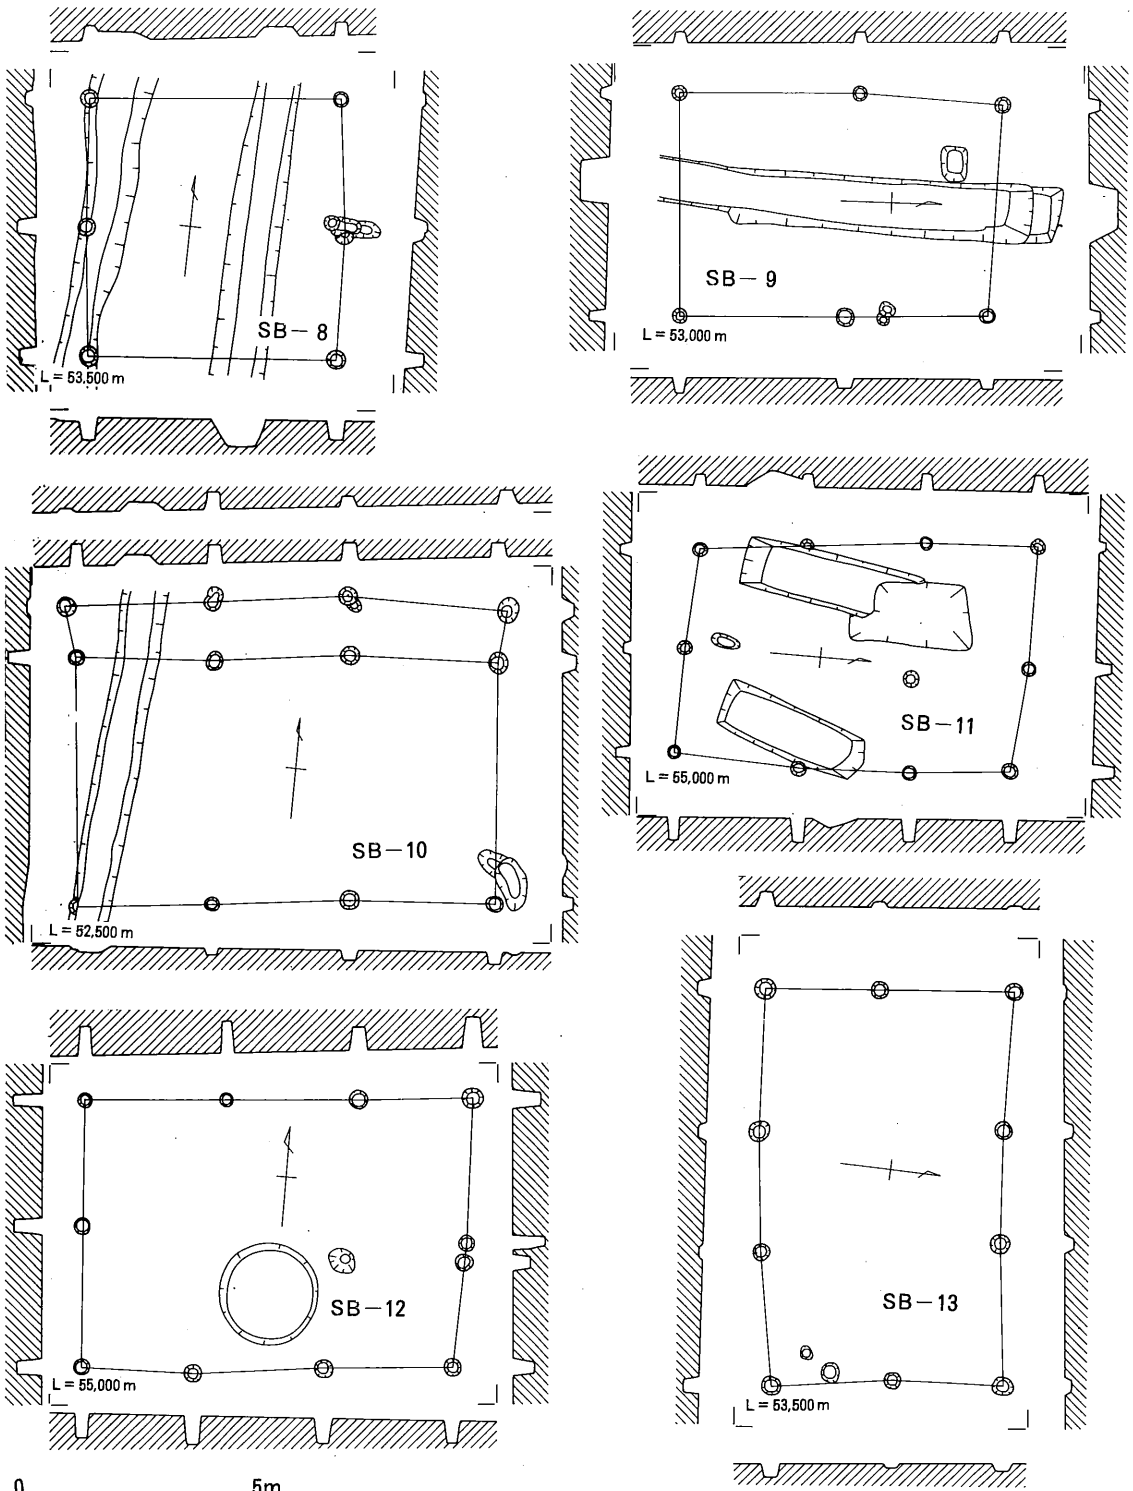 SB-8
L = 53,500 m
SB-9
L = 53,000 m
SB-10
L = 52,500 m
SB-11
L = 55,000 m
SB-12
L = 55,000 m
SB-13
L = 53,500 m
0 5m